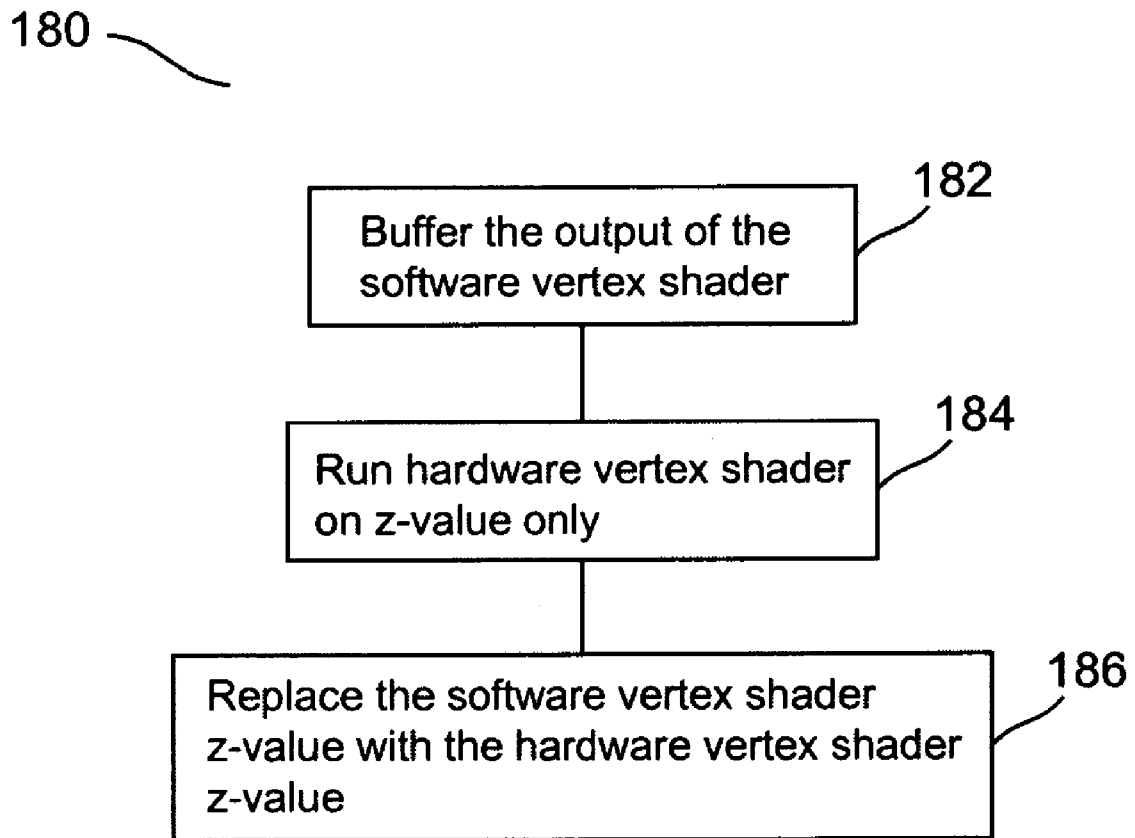 180
182
Buffer the output of the
software vertex shader
184
Run hardware vertex shader
on z-value only
186
Replace the software vertex shader
z-value with the hardware vertex shader
z-value